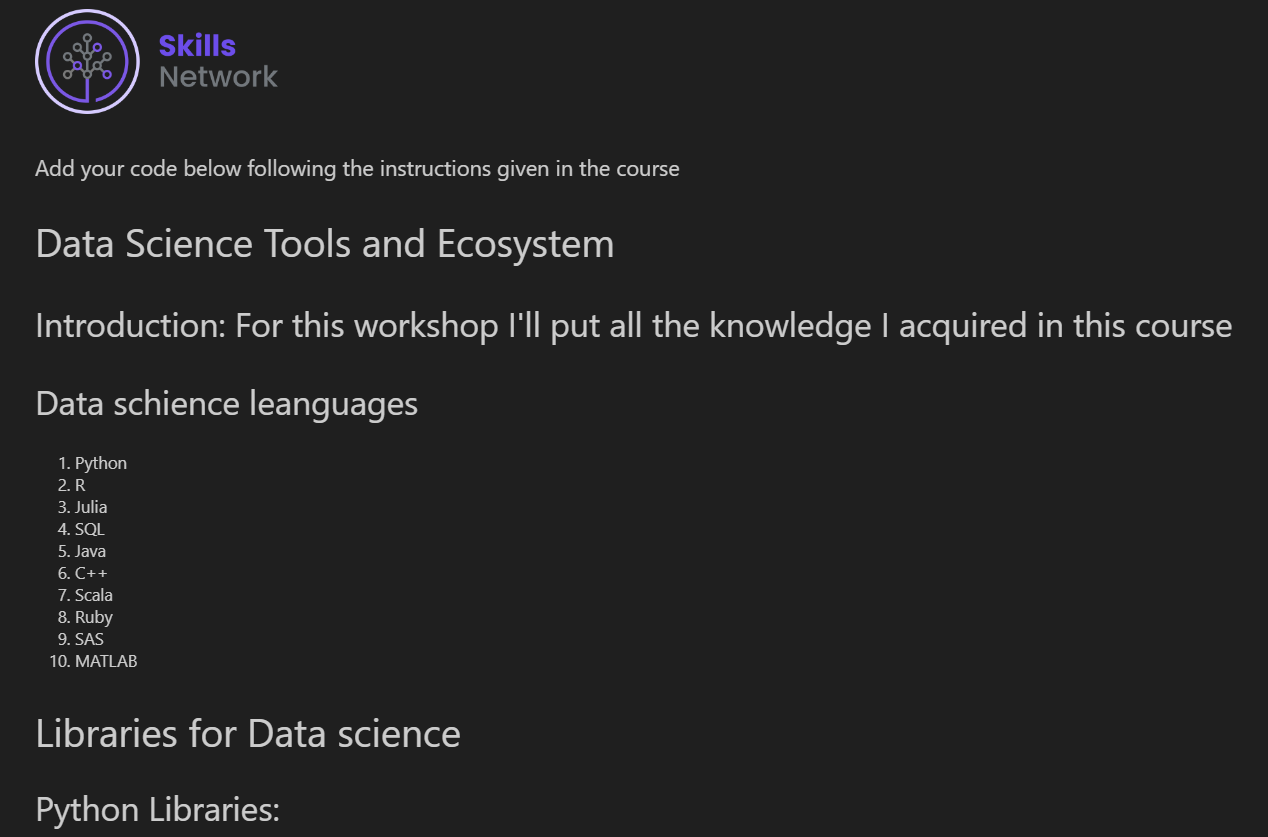 Skills
Network
Add your code below following the instructions given in the course
Data Science Tools and Ecosystem
Introduction: For this workshop I'll put all the knowledge I acquired in this course
Data schience leanguages
1. Python
2. R
3. Julia
4. SQL
5. Java
6. C++
7. Scala
8. Ruby
9. SAS
10. MATLAB
Libraries for Data science
Python Libraries: